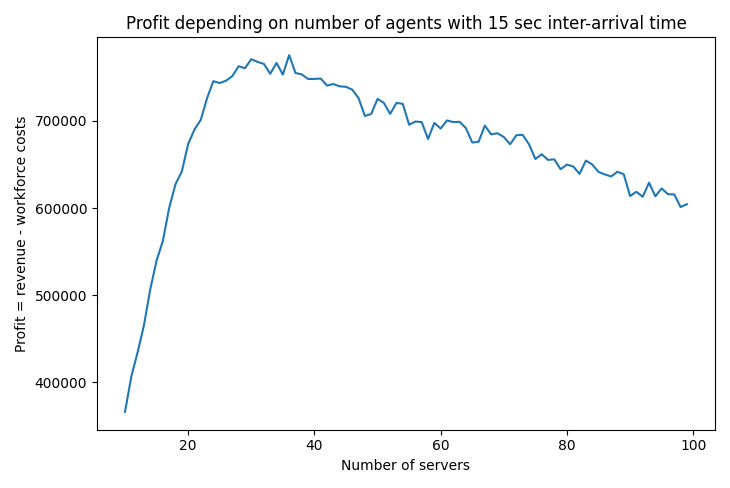 Profit depending on number of agents with 15 sec inter-arrival time
Profit = revenue - workforce costs
700000
600000
500000
400000
20 40 60 80 100
Number of servers